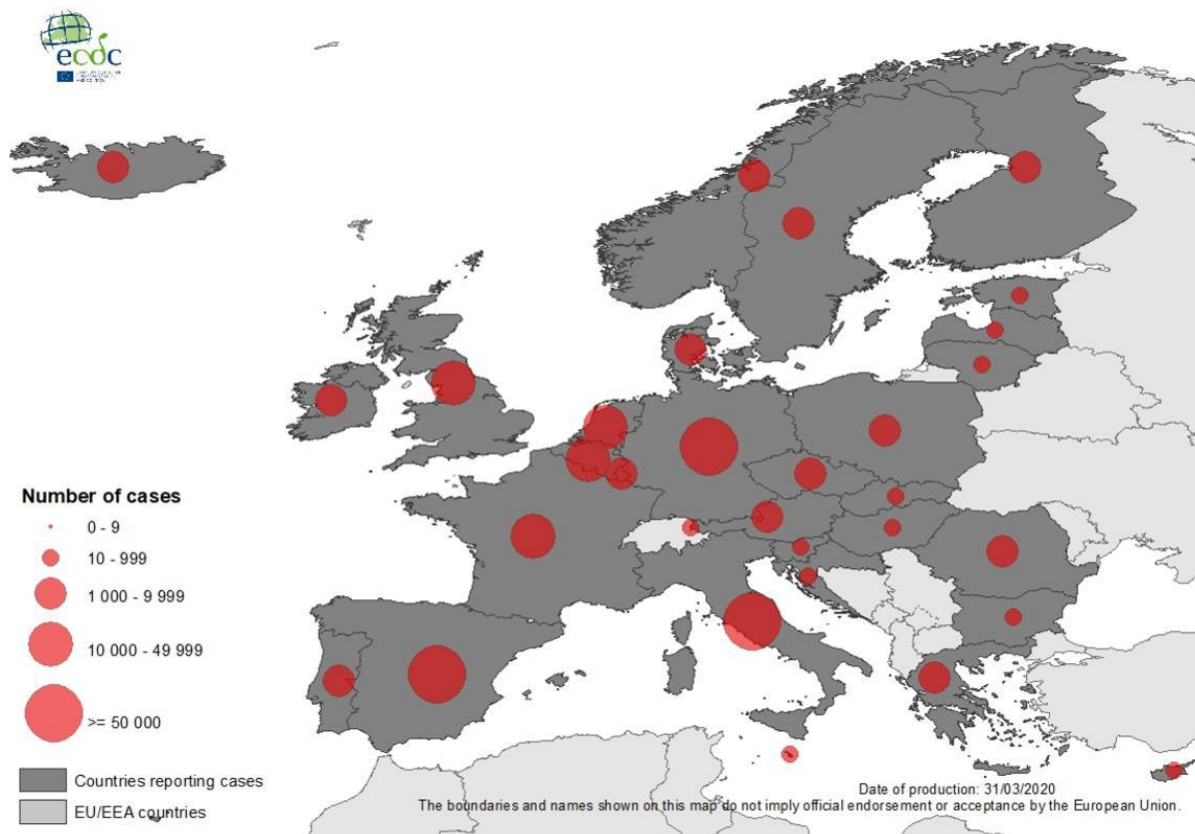 ecdc
Number of cases
0 - 9
10 - 999
1 000 - 9 999
10 000 - 49 999
>= 50 000
Countries reporting cases
EU/EEA countries
Date of production: 31/03/2020
The boundaries and names shown on this map do not imply official endorsement or acceptance by the European Union.